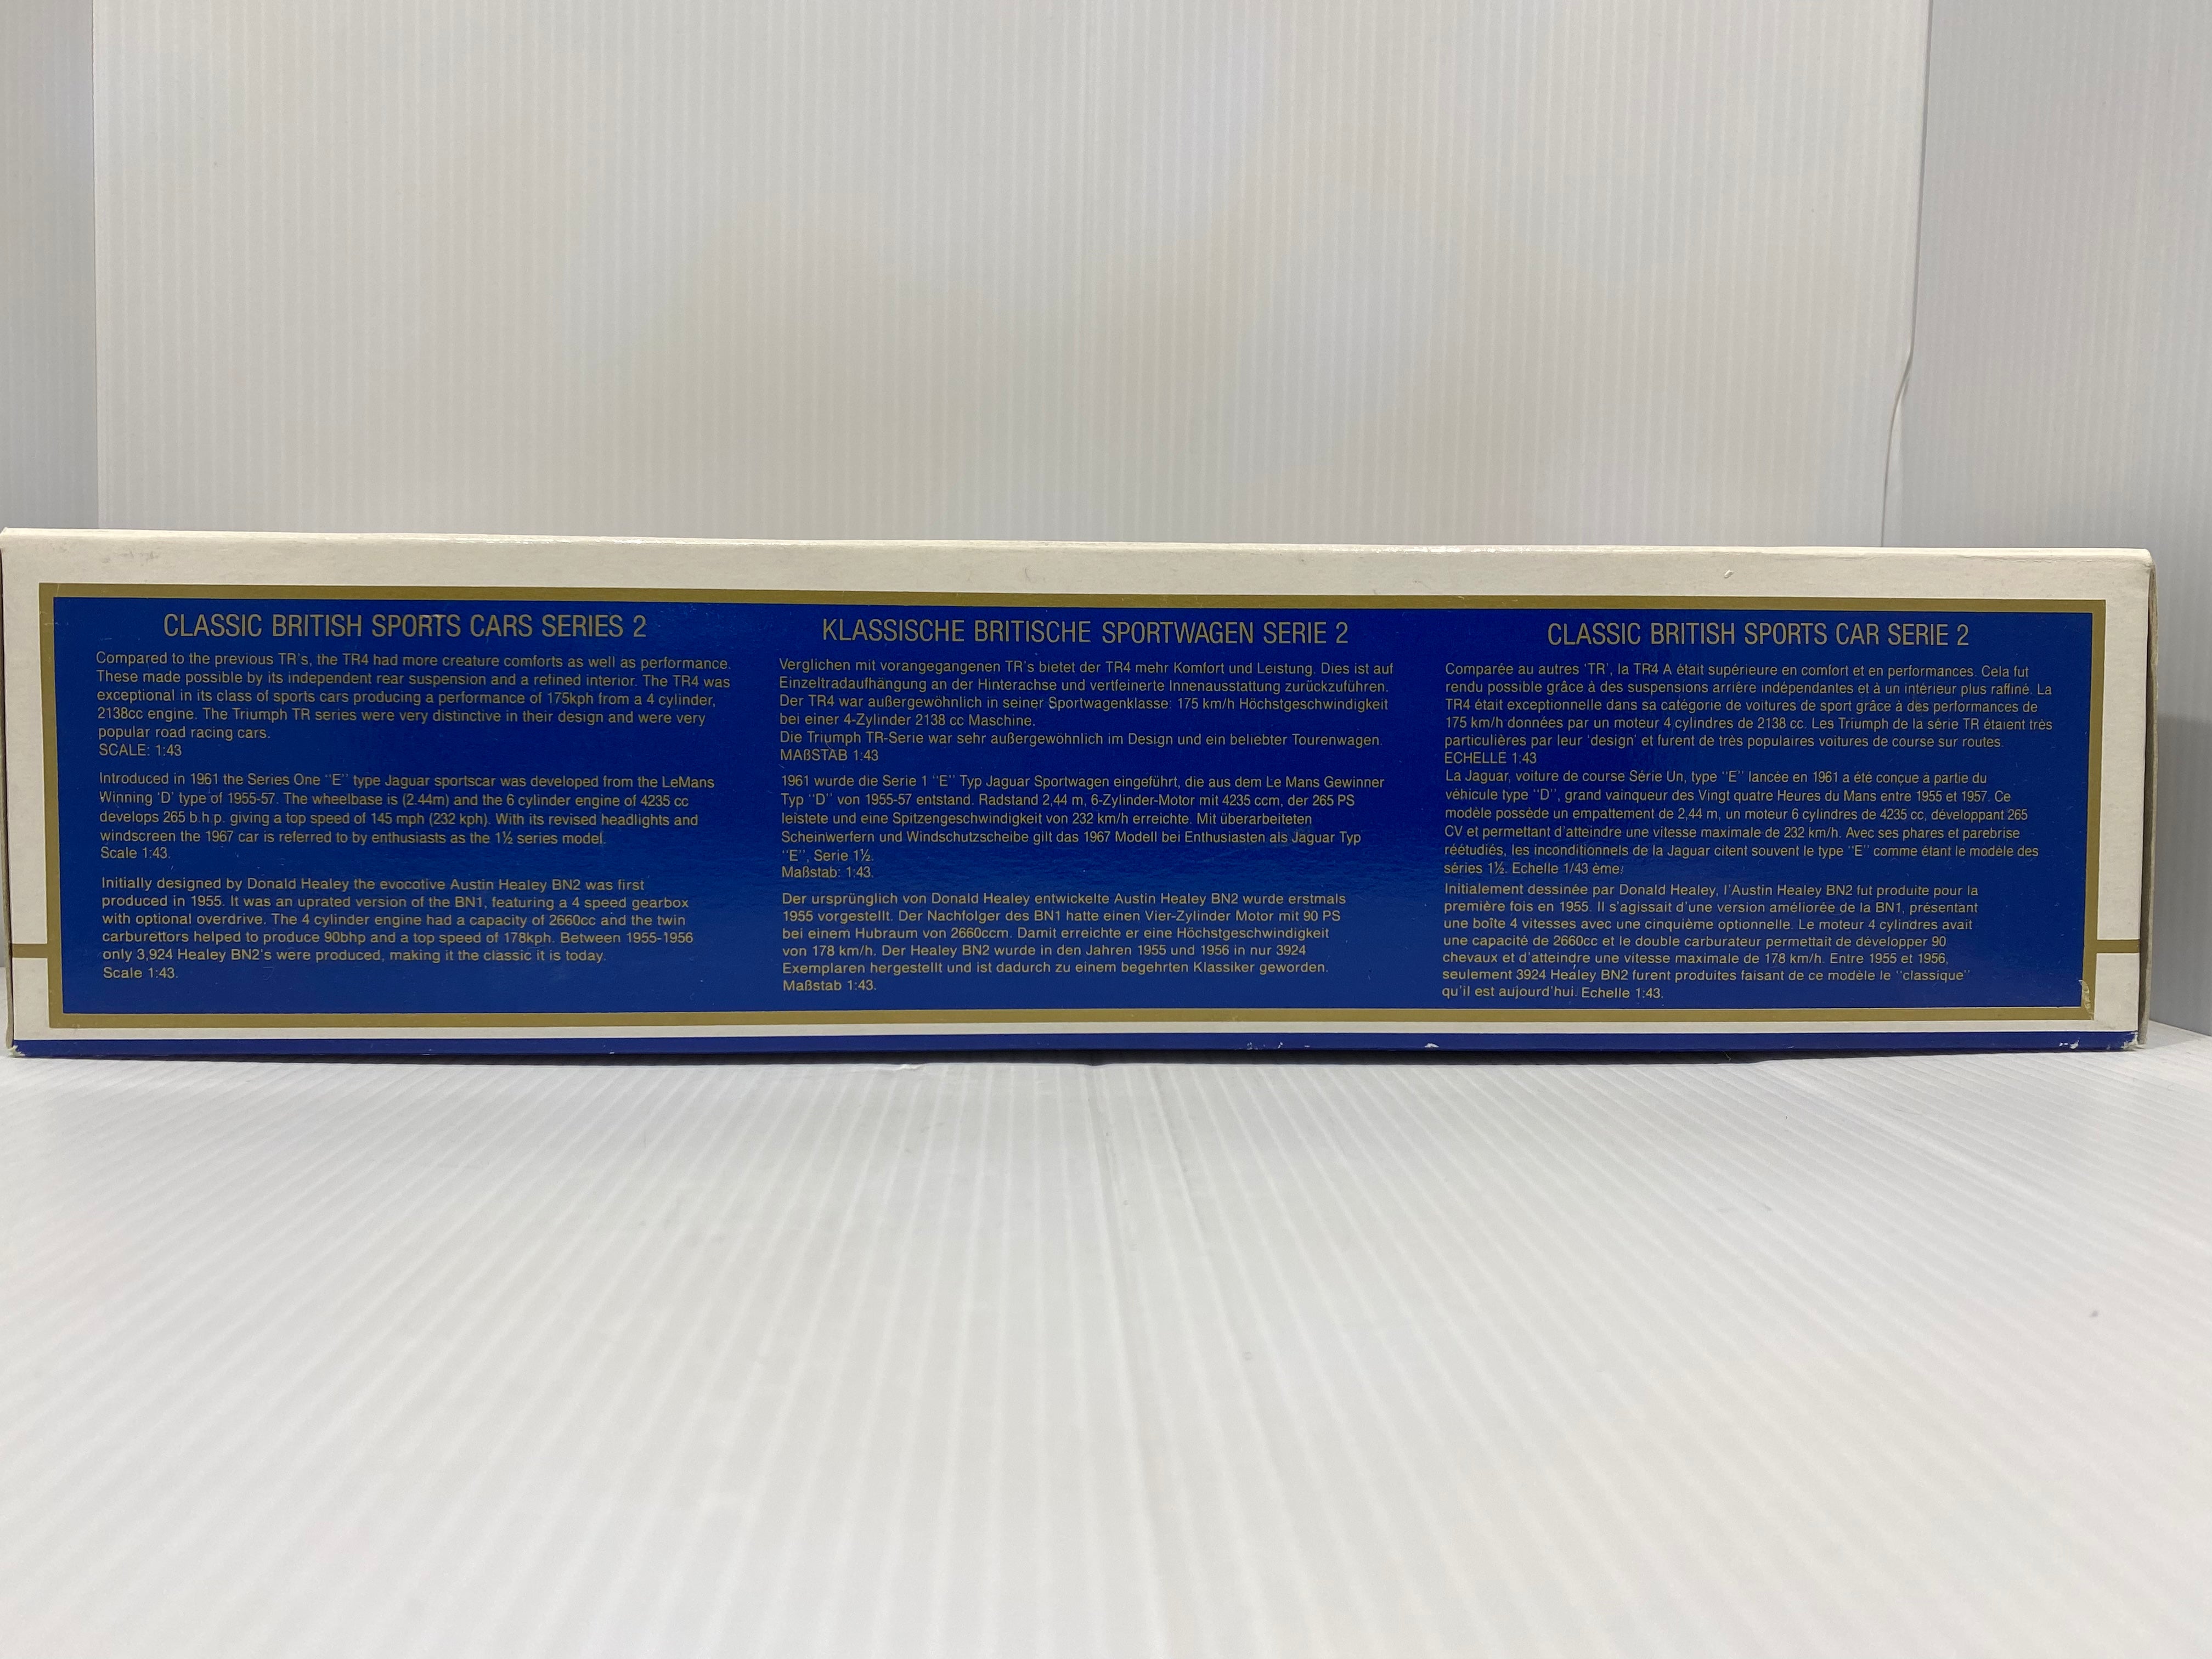 CLASSIC BRITISH SPORTS CARS SERIES 2
Compared to the previous TR's, the TR4 had more creature comforts as well as performance.
These made possible by its independent rear suspension and a refined interior. The TR4 was
exceptional in its class of sports cars producing a performance of 175kph from a 4 cylinder,
2138cc engine. The Triumph TR series were very distinctive in their design and were very
popular road racing cars.
SCALE: 1:43
Introduced in 1961 the Series One "E" type Jaguar sportscar was developed from the LeMans
Winning 'D' type of 1955-57. The wheelbase is (2.44m) and the 6 cylinder engine of 4235 cc
develops 265 b.h.p. giving a top speed of 145 mph (232 kph). With its revised headlights and
windscreen the 1967 car is referred to by enthusiasts as the 1½ series model.
Scale 1:43.
Initially designed by Donald Healey the evocotive Austin Healey BN2 was first
produced in 1955. It was an uprated version of the BN1, featuring a 4 speed gearbox
with optional overdrive. The 4 cylinder engine had a capacity of 2660cc and the twin
carburettors helped to produce 90bhp and a top speed of 178kph. Between 1955-1956
only 3,924 Healey BN2's were produced, making it the classic it is today.
Scale 1:43.
KLASSISCHE BRITISCHE SPORTWAGEN SERIE 2
Verglichen mit vorangegangenen TR's bietet der TR4 mehr Komfort und Leistung. Dies ist auf
Einzeltradaufhängung an der Hinterachse und vertfeinerte Innenausstattung zurückzuführen.
Der TR4 war außergewöhnlich in seiner Sportwagenklasse: 175 km/h Höchstgeschwindigkeit
bei einer 4-Zylinder 2138 cc Maschine.
Die Triumph TR-Serie war sehr außergewöhnlich im Design und ein beliebter Tourenwagen.
MAßSTAB 1:43
1961 wurde die Serie 1 "E" Typ Jaguar Sportwagen eingeführt, die aus dem Le Mans Gewinner
Typ "D" von 1955-57 entstand. Radstand 2,44 m, 6-Zylinder-Motor mit 4235 ccm, der 265 PS
leistete und eine Spitzengeschwindigkeit von 232 km/h erreichte. Mit überarbeiteten
Scheinwerfern und Windschutzscheibe gilt das 1967 Modell bei Enthusiasten als Jaguar Typ
"E", Serie 1½.
Maßstab: 1:43.
Der ursprünglich von Donald Healey entwickelte Austin Healey BN2 wurde erstmals
1955 vorgestellt. Der Nachfolger des BN1 hatte einen Vier-Zylinder Motor mit 90 PS
bei einem Hubraum von 2660ccm. Damit erreichte er eine Höchstgeschwindigkeit
von 178 km/h. Der Healey BN2 wurde in den Jahren 1955 und 1956 in nur 3924
Exemplaren hergestellt und ist dadurch zu einem begehrten Klassiker geworden.
Maßstab 1:43.
CLASSIC BRITISH SPORTS CAR SERIE 2
Comparée au autres 'TR', la TR4 A était supérieure en comfort et en performances. Cela fut
rendu possible grâce à des suspensions arrière indépendantes et à un intérieur plus raffiné. La
TR4 était exceptionnelle dans sa catégorie de voitures de sport grâce à des performances de
175 km/h données par un moteur 4 cylindres de 2138 cc. Les Triumph de la série TR étaient très
particulières par leur 'design' et furent de très populaires voitures de course sur routes.
ECHELLE 1:43
La Jaguar, voiture de course Série Un, type "E" lancée en 1961 a été conçue à partie du
véhicule type "D", grand vainqueur des Vingt quatre Heures du Mans entre 1955 et 1957. Ce
modèle possède un empattement de 2,44 m, un moteur 6 cylindres de 4235 cc, développant 265
CV et permettant d'atteindre une vitesse maximale de 232 km/h. Avec ses phares et parebrise
réétudiés, les inconditionnels de la Jaguar citent souvent le type "E" comme étant le modèle des
séries 1½. Echelle 1/43 ème.
Initialement dessinée par Donald Healey, l'Austin Healey BN2 fut produite pour la
première fois en 1955. Il s'agissait d'une version améliorée de la BN1, présentant
une boîte 4 vitesses avec une cinquième optionnelle. Le moteur 4 cylindres avait
une capacité de 2660cc et le double carburateur permettait de développer 90
chevaux et d'atteindre une vitesse maximale de 178 km/h. Entre 1955 et 1956,
seulement 3924 Healey BN2 furent produites faisant de ce modèle le "classique"
qu'il est aujourd'hui. Echelle 1:43.